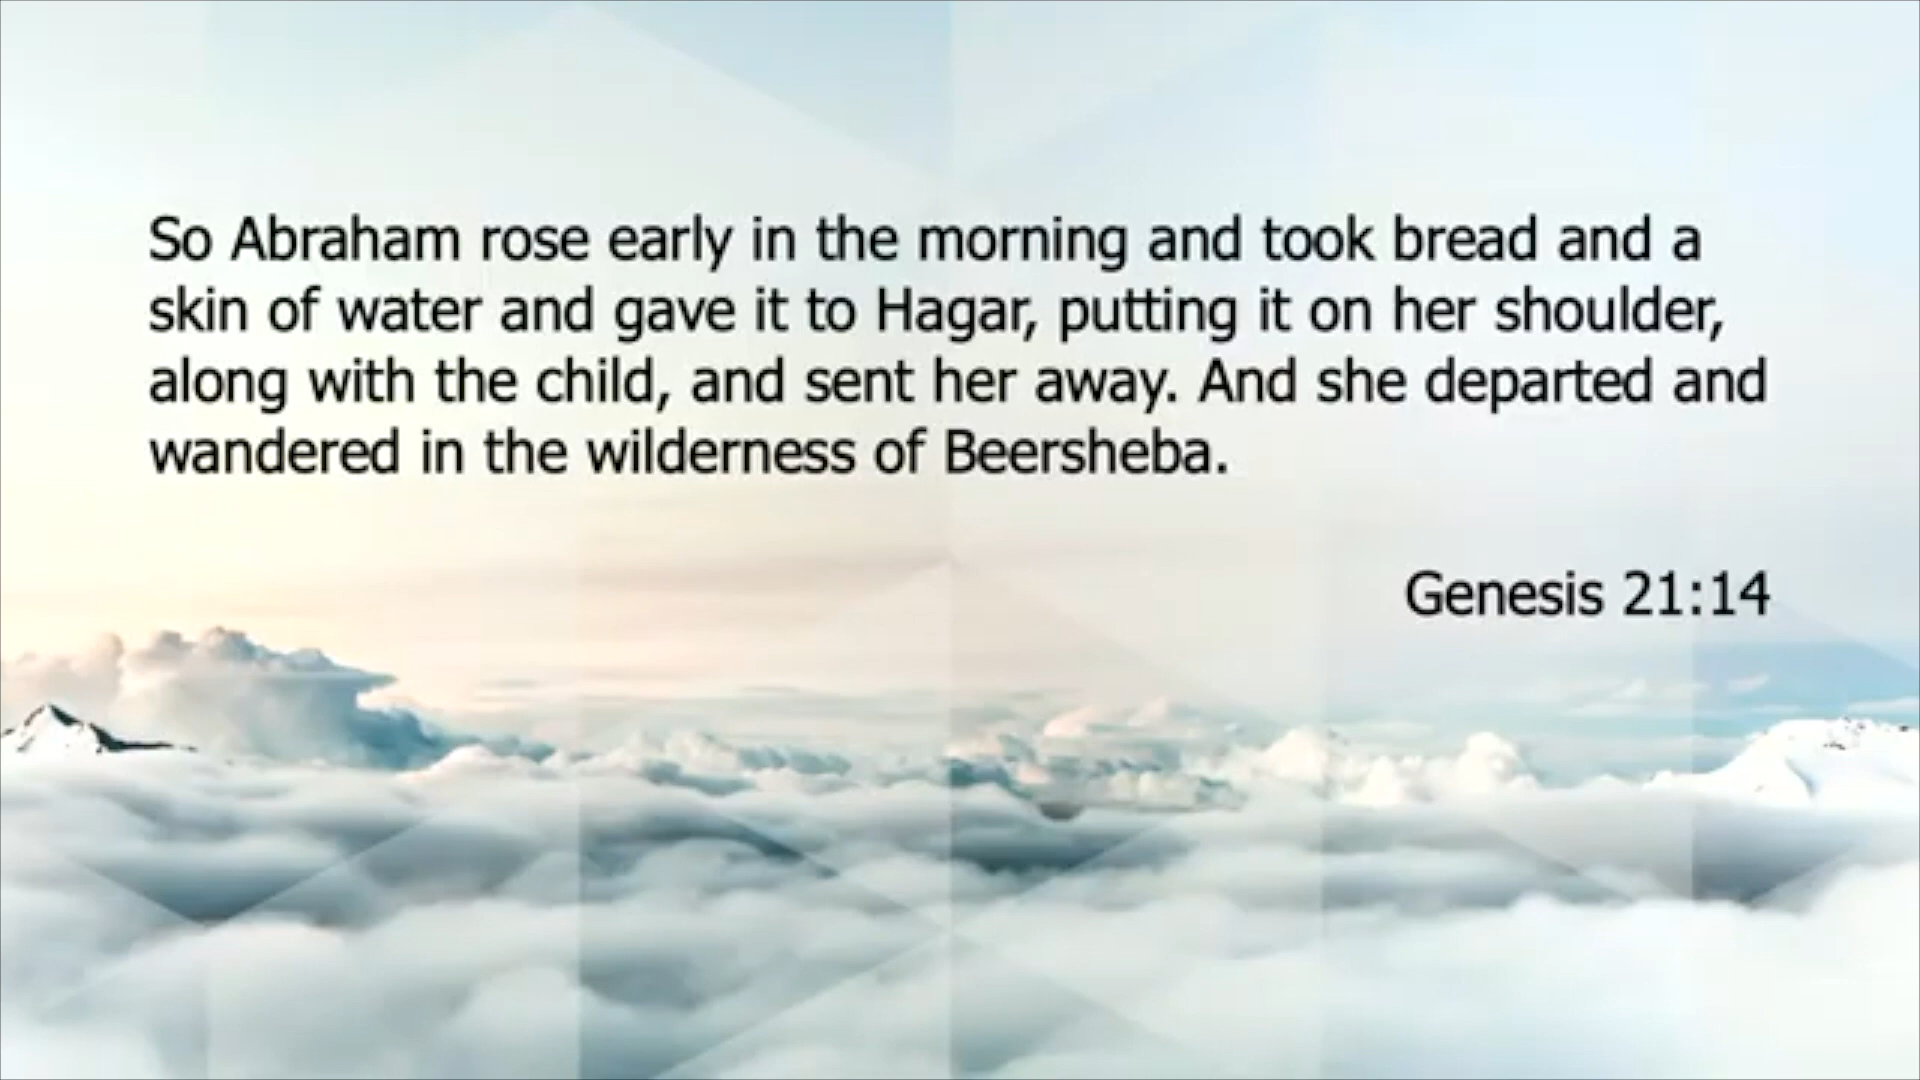 So Abraham rose early in the morning and took bread and a
skin of water and gave it to Hagar, putting it on her shoulder,
along with the child, and sent her away. And she departed and
wandered in the wilderness of Beersheba.
Genesis 21:14